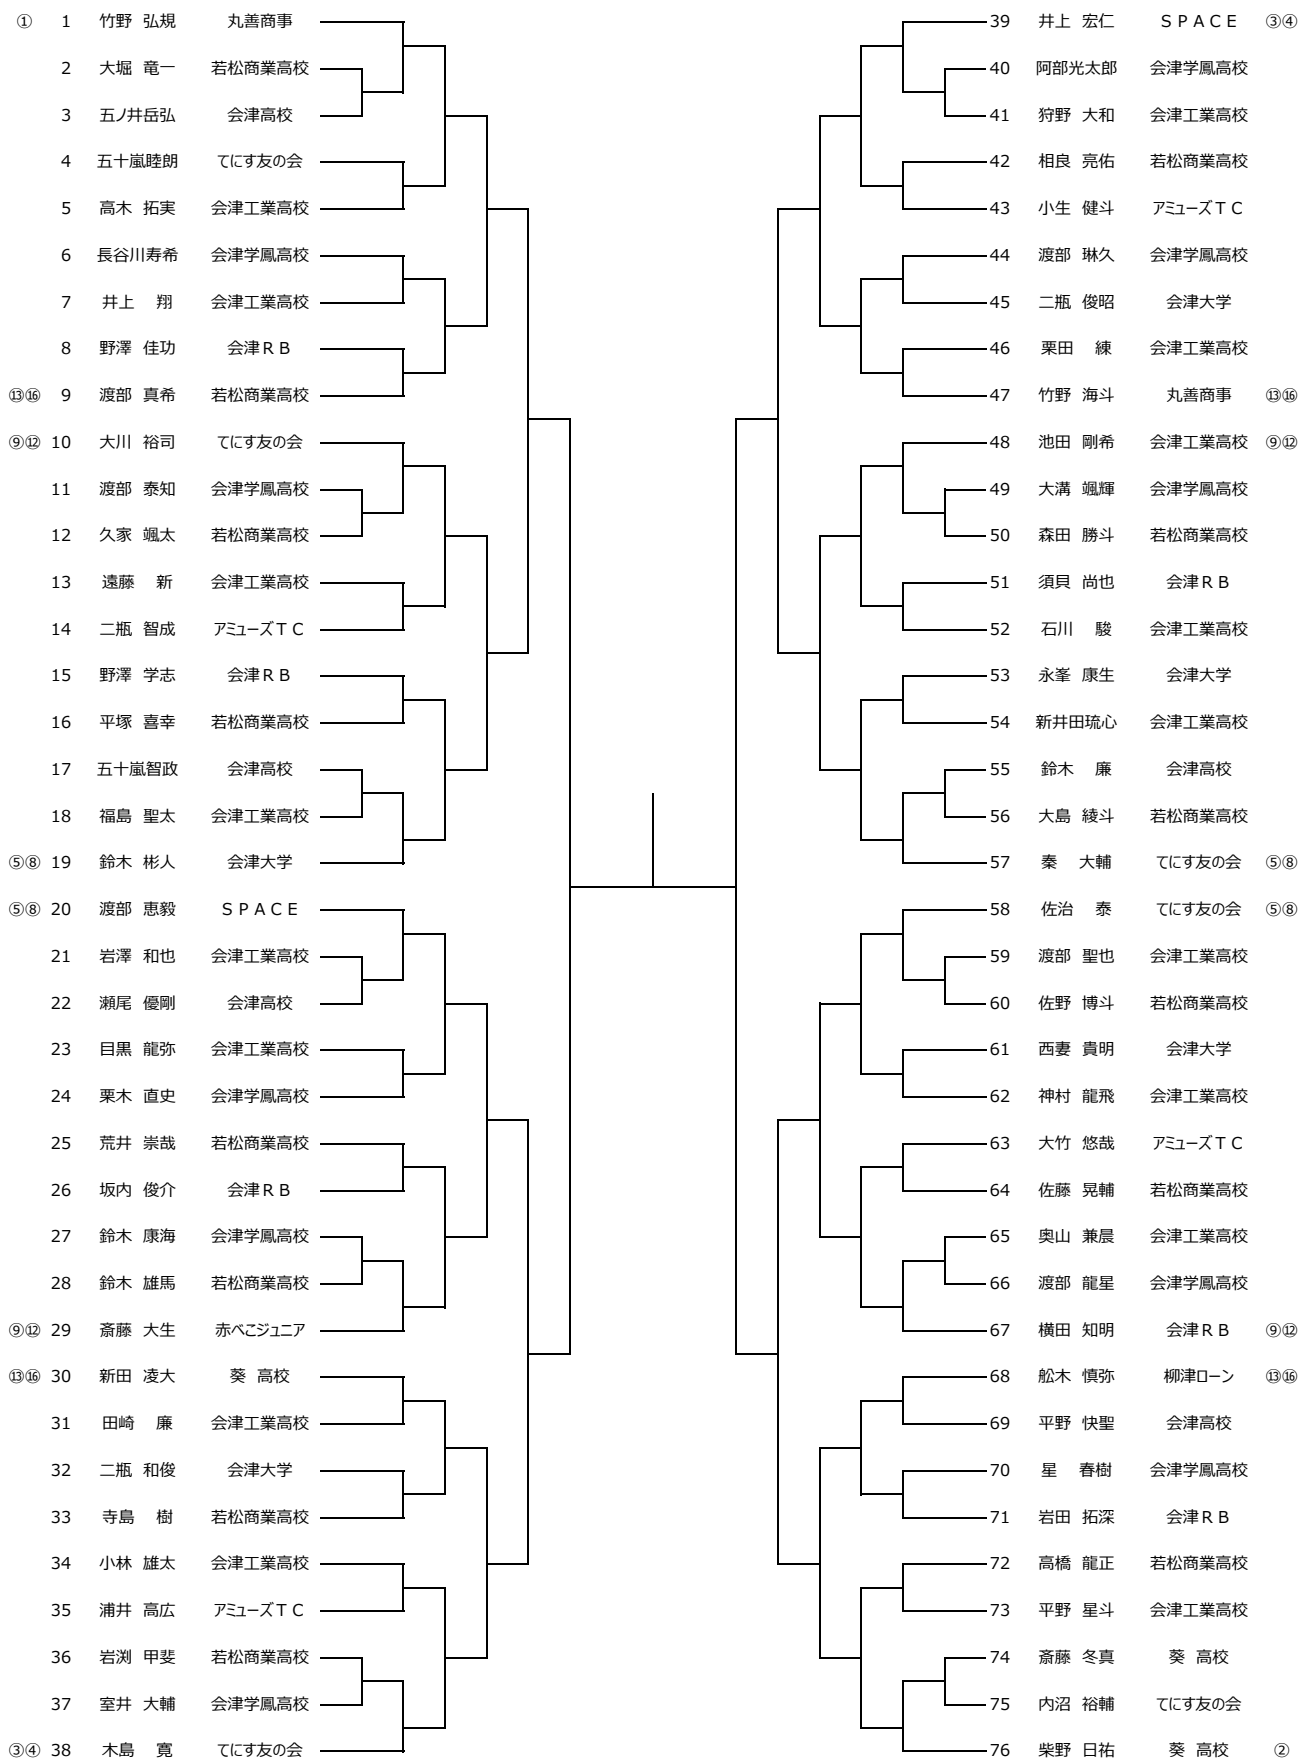 ① 1 竹野 弘規 丸善商事
2 大堀 竜一 若松商業高校
3 五ノ井岳弘 会津高校
4 五十嵐睦朗 てにす友の会
5 高木 拓実 会津工業高校
6 長谷川寿希 会津学鳳高校
7 井上 翔 会津工業高校
8 野澤 佳功 会津ＲＢ
⑬⑯ 9 渡部 真希 若松商業高校
⑨⑫ 10 大川 裕司 てにす友の会
11 渡部 泰知 会津学鳳高校
12 久家 颯太 若松商業高校
13 遠藤 新 会津工業高校
14 二瓶 智成 アミューズＴＣ
15 野澤 学志 会津ＲＢ
16 平塚 喜幸 若松商業高校
17 五十嵐智政 会津高校
18 福島 聖太 会津工業高校
⑤⑧ 19 鈴木 彬人 会津大学
⑤⑧ 20 渡部 恵毅 ＳＰＡＣＥ
21 岩澤 和也 会津工業高校
22 瀬尾 優剛 会津高校
23 目黒 龍弥 会津工業高校
24 栗木 直史 会津学鳳高校
25 荒井 崇哉 若松商業高校
26 坂内 俊介 会津ＲＢ
27 鈴木 康海 会津学鳳高校
28 鈴木 雄馬 若松商業高校
⑨⑫ 29 斎藤 大生 赤べこジュニア
⑬⑯ 30 新田 凌大 葵 高校
31 田崎 廉 会津工業高校
32 二瓶 和俊 会津大学
33 寺島 樹 若松商業高校
34 小林 雄太 会津工業高校
35 浦井 高広 アミューズＴＣ
36 岩渕 甲斐 若松商業高校
37 室井 大輔 会津学鳳高校
③④ 38 木島 寛 てにす友の会
39 井上 宏仁 ＳＰＡＣＥ ③④
40 阿部光太郎 会津学鳳高校
41 狩野 大和 会津工業高校
42 相良 亮佑 若松商業高校
43 小生 健斗 アミューズＴＣ
44 渡部 琳久 会津学鳳高校
45 二瓶 俊昭 会津大学
46 栗田 練 会津工業高校
47 竹野 海斗 丸善商事 ⑬⑯
48 池田 剛希 会津工業高校 ⑨⑫
49 大溝 颯輝 会津学鳳高校
50 森田 勝斗 若松商業高校
51 須貝 尚也 会津ＲＢ
52 石川 駿 会津工業高校
53 永峯 康生 会津大学
54 新井田琉心 会津工業高校
55 鈴木 廉 会津高校
56 大島 綾斗 若松商業高校
57 秦 大輔 てにす友の会 ⑤⑧
58 佐治 泰 てにす友の会 ⑤⑧
59 渡部 聖也 会津工業高校
60 佐野 博斗 若松商業高校
61 西妻 貴明 会津大学
62 神村 龍飛 会津工業高校
63 大竹 悠哉 アミューズＴＣ
64 佐藤 晃輔 若松商業高校
65 奥山 兼晨 会津工業高校
66 渡部 龍星 会津学鳳高校
67 横田 知明 会津ＲＢ ⑨⑫
68 舩木 慎弥 柳津ローン ⑬⑯
69 平野 快聖 会津高校
70 星 春樹 会津学鳳高校
71 岩田 拓深 会津ＲＢ
72 高橋 龍正 若松商業高校
73 平野 星斗 会津工業高校
74 斎藤 冬真 葵 高校
75 内沼 裕輔 てにす友の会
76 柴野 日祐 葵 高校 ②